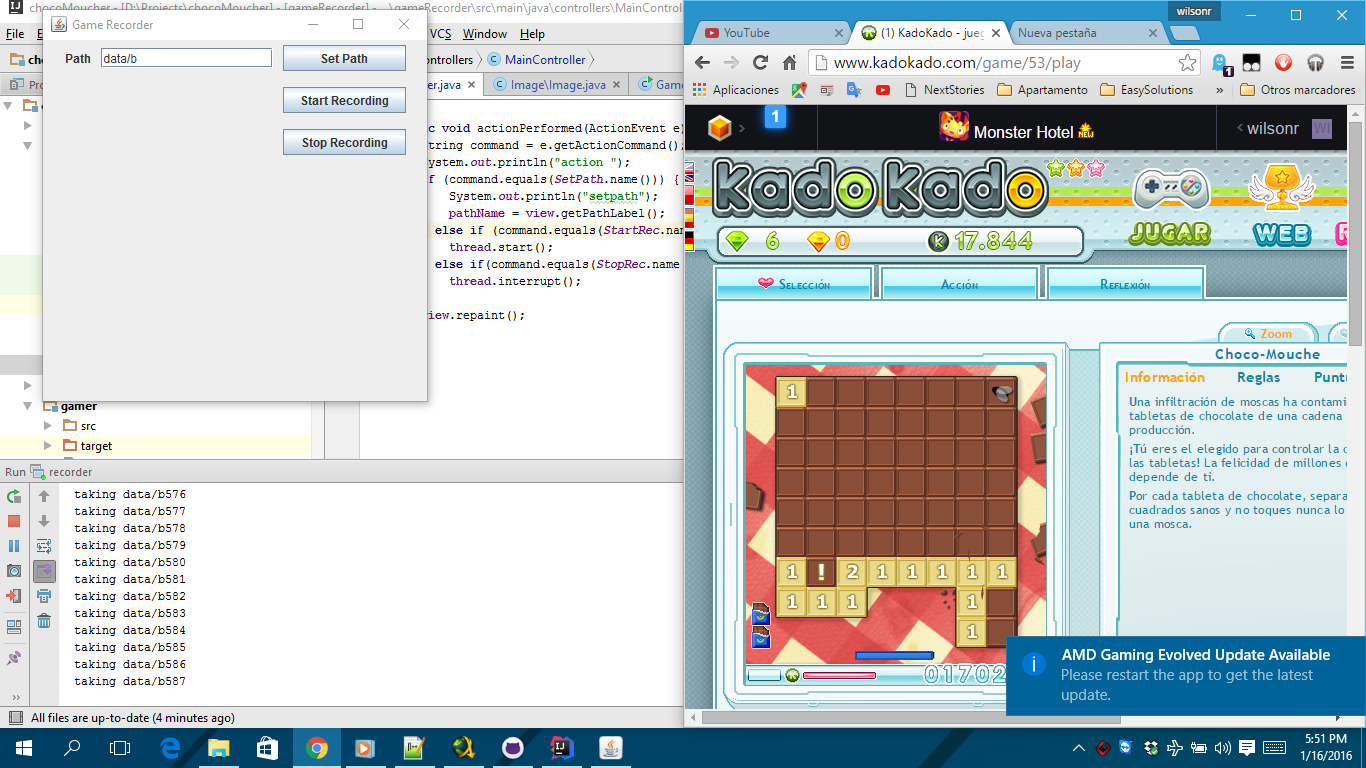 chocoMoucher - [D:\Projects\chocoMoucher] - [gameRecorder] - ...\gameRecorder\src\main\java\controllers\MainControl
Game Recorder
File
VCS Window Help
Path data/b Set Path
Start Recording
Stop Recording
MainController
Image\Image.java
void actionPerformed(ActionEvent e)
command = e.getActionCommand();
System.out.println("action ");
(command.equals(SetPath.name())) {
System.out.println("setpath");
pathName = view.getPathLabel();
else if (command.equals(StartRec.na
thread.start();
else if(command.equals(StopRec.name
thread.interrupt();
view.repaint();
gamer
src
target
Run recorder
taking data/b576
taking data/b577
taking data/b578
taking data/b579
taking data/b580
taking data/b581
taking data/b582
taking data/b583
taking data/b584
taking data/b585
taking data/b586
taking data/b587
All files are up-to-date (4 minutes ago)
wilsonr
YouTube
(1) KadoKado - jueg
Nueva pestaña
www.kadokado.com/game/53/play
1
Aplicaciones
NextStories
Apartamento
EasySolutions
»
Otros marcadores
1
Monster Hotel NEW
wilsonr
WI
kadokado
6 0 K 17.844
JUGAR
WEB
Selección
Acción
Reflexión
Zoom
Choco-Mouche
Información Reglas Puntu
Una infiltración de moscas ha contami
tabletas de chocolate de una cadena
producción.
¡Tú eres el elegido para controlar la c
las tabletas! La felicidad de millones
depende de ti.
Por cada tableta de chocolate, separa
cuadrados sanos y no toques nunca lo
una mosca.
1
1 ! 2 1 1 1 1 1
1 1 1 1
1
01702
AMD Gaming Evolved Update Available
Please restart the app to get the latest
update.
5:51 PM
1/16/2016